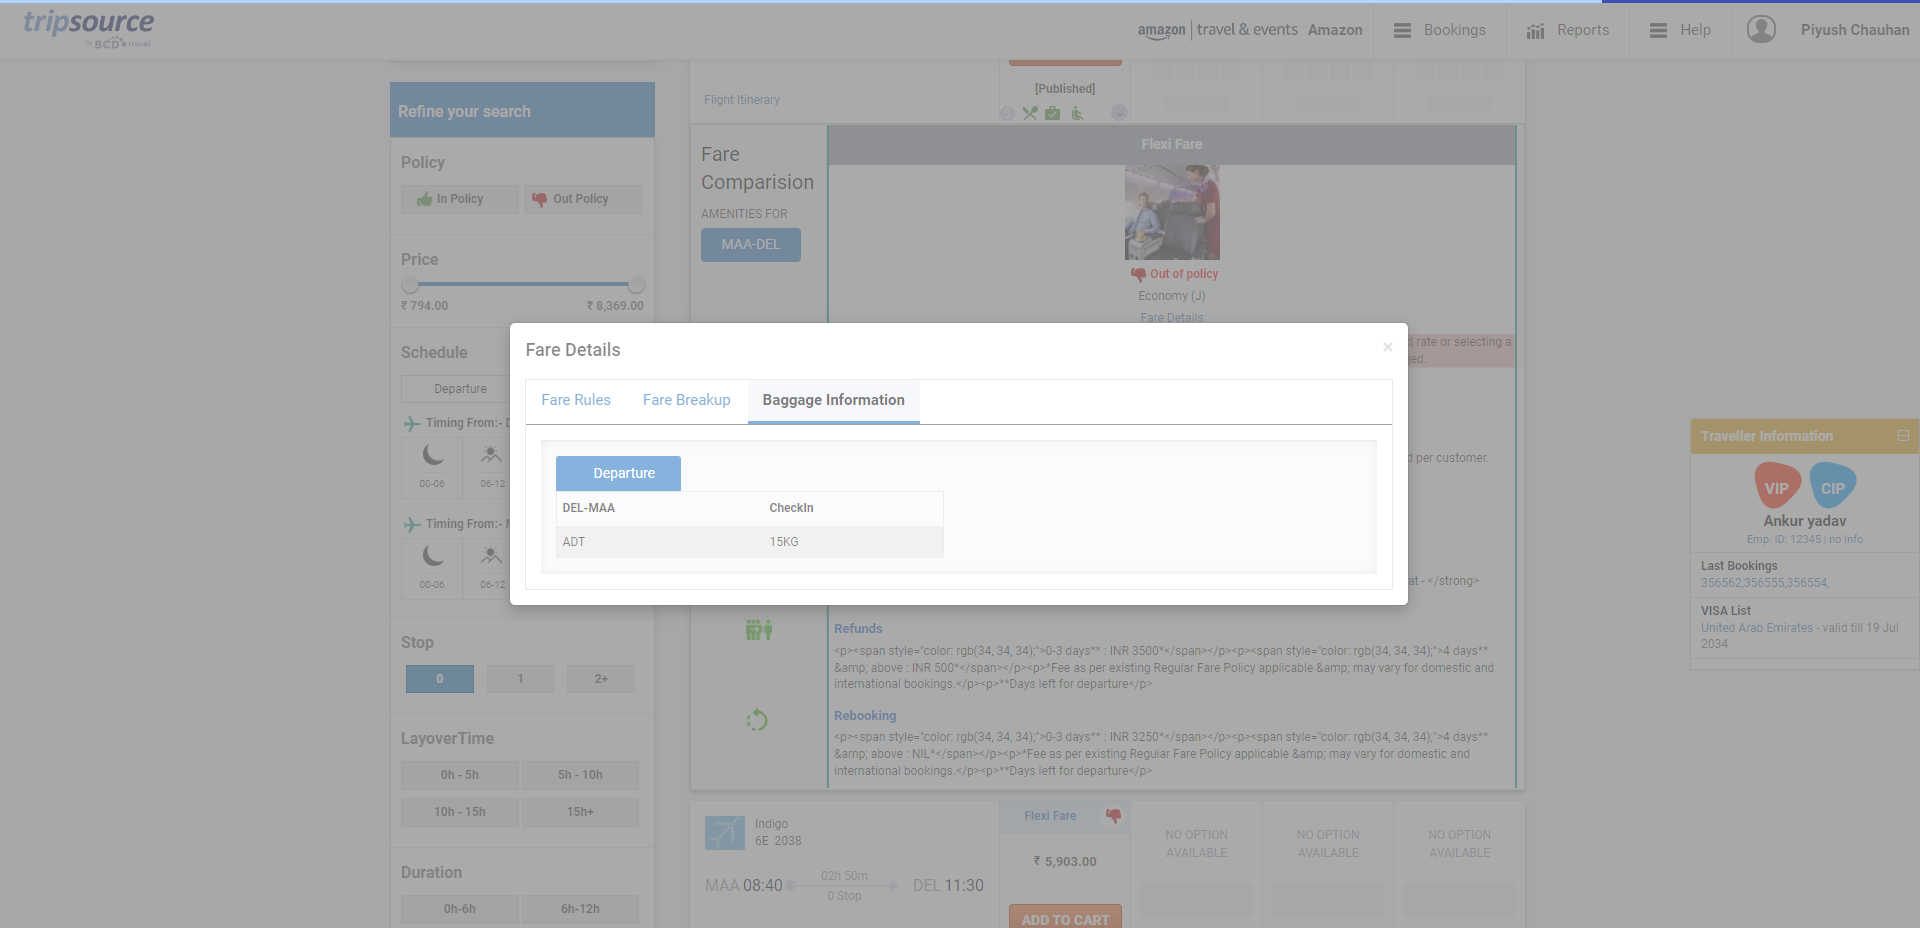 tripsource
by BCD travel
amazon | travel & events Amazon
Bookings
Reports
Help
Piyush Chauhan
Refine your search
Policy
In Policy
Out Policy
Price
₹ 794.00
₹ 8,369.00
Schedule
Departure
Timing From:- D
00-06
06-12
Timing From:- M
00-06
06-12
Stop
0
1
2+
LayoverTime
0h - 5h
5h - 10h
10h - 15h
15h+
Duration
0h-6h
6h-12h
Flight Itinerary
[Published]
Fare
Comparision
AMENITIES FOR
MAA-DEL
Flexi Fare
Out of policy
Economy (J)
Fare Details
d rate or selecting a
ged.
d per customer.
at - </strong>
Fare Details
×
Fare Rules
Fare Breakup
Baggage Information
Departure
DEL-MAA
CheckIn
ADT
15KG
Refunds
<p><span style="color: rgb(34, 34, 34);">0-3 days** : INR 3500*</span></p><p><span style="color: rgb(34, 34, 34);">4 days**
&amp; above : INR 500*</span></p><p>*Fee as per existing Regular Fare Policy applicable &amp; may vary for domestic and
international bookings.</p><p>**Days left for departure</p>
Rebooking
<p><span style="color: rgb(34, 34, 34);">0-3 days** : INR 3250*</span></p><p><span style="color: rgb(34, 34, 34);">4 days**
&amp; above : NIL*</span></p><p>*Fee as per existing Regular Fare Policy applicable &amp; may vary for domestic and
international bookings.</p><p>**Days left for departure</p>
Indigo
6E 2038
MAA 08:40
02h 50m
0 Stop
DEL 11:30
Flexi Fare
₹ 5,903.00
ADD TO CART
NO OPTION
AVAILABLE
NO OPTION
AVAILABLE
NO OPTION
AVAILABLE
Traveller Information
VIP
CIP
Ankur yadav
Emp. ID: 12345 | no info
Last Bookings
356562,356555,356554,
VISA List
United Arab Emirates - valid till 19 Jul
2034